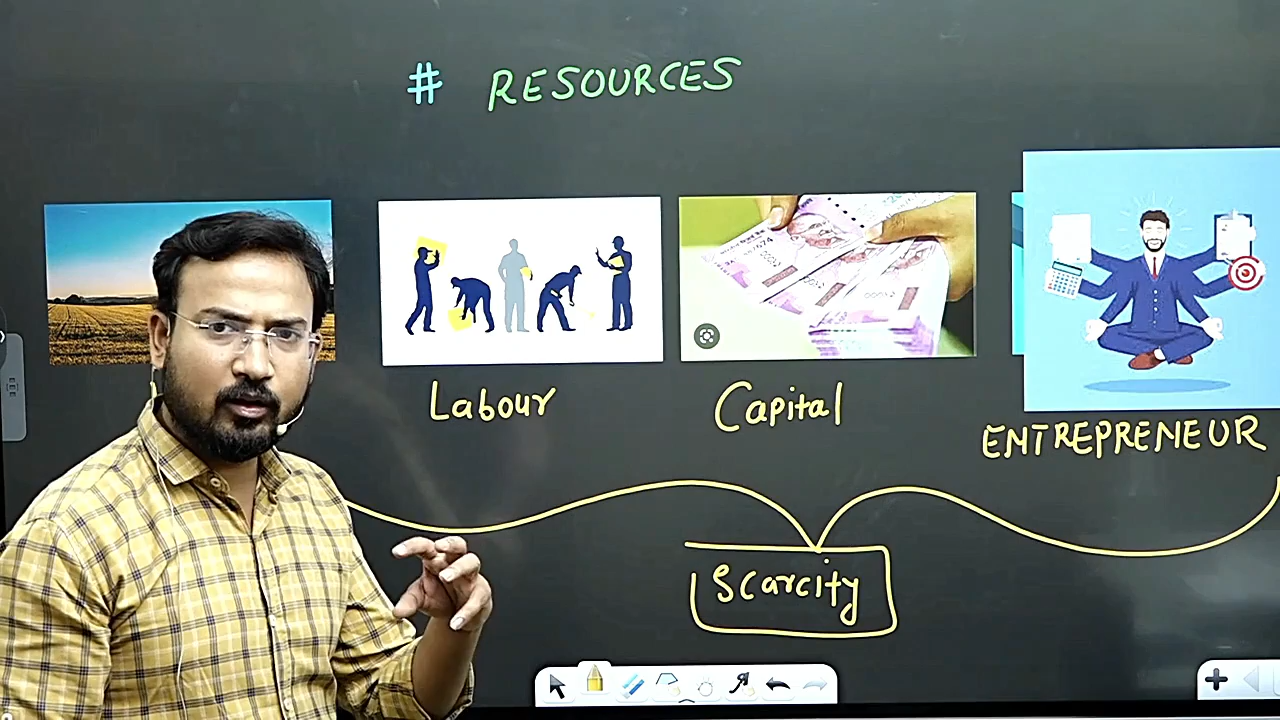 # RESOURCES
Labour
Capital
ENTREPRENEUR
Scarcity